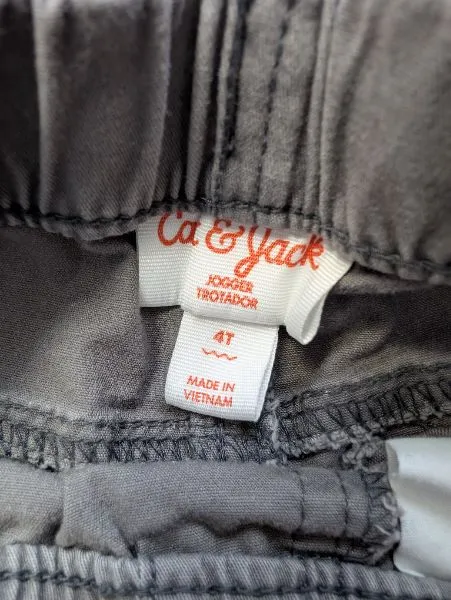 Cat & Jack
JOGGER
TROTADOR
4T
MADE IN
VIETNAM